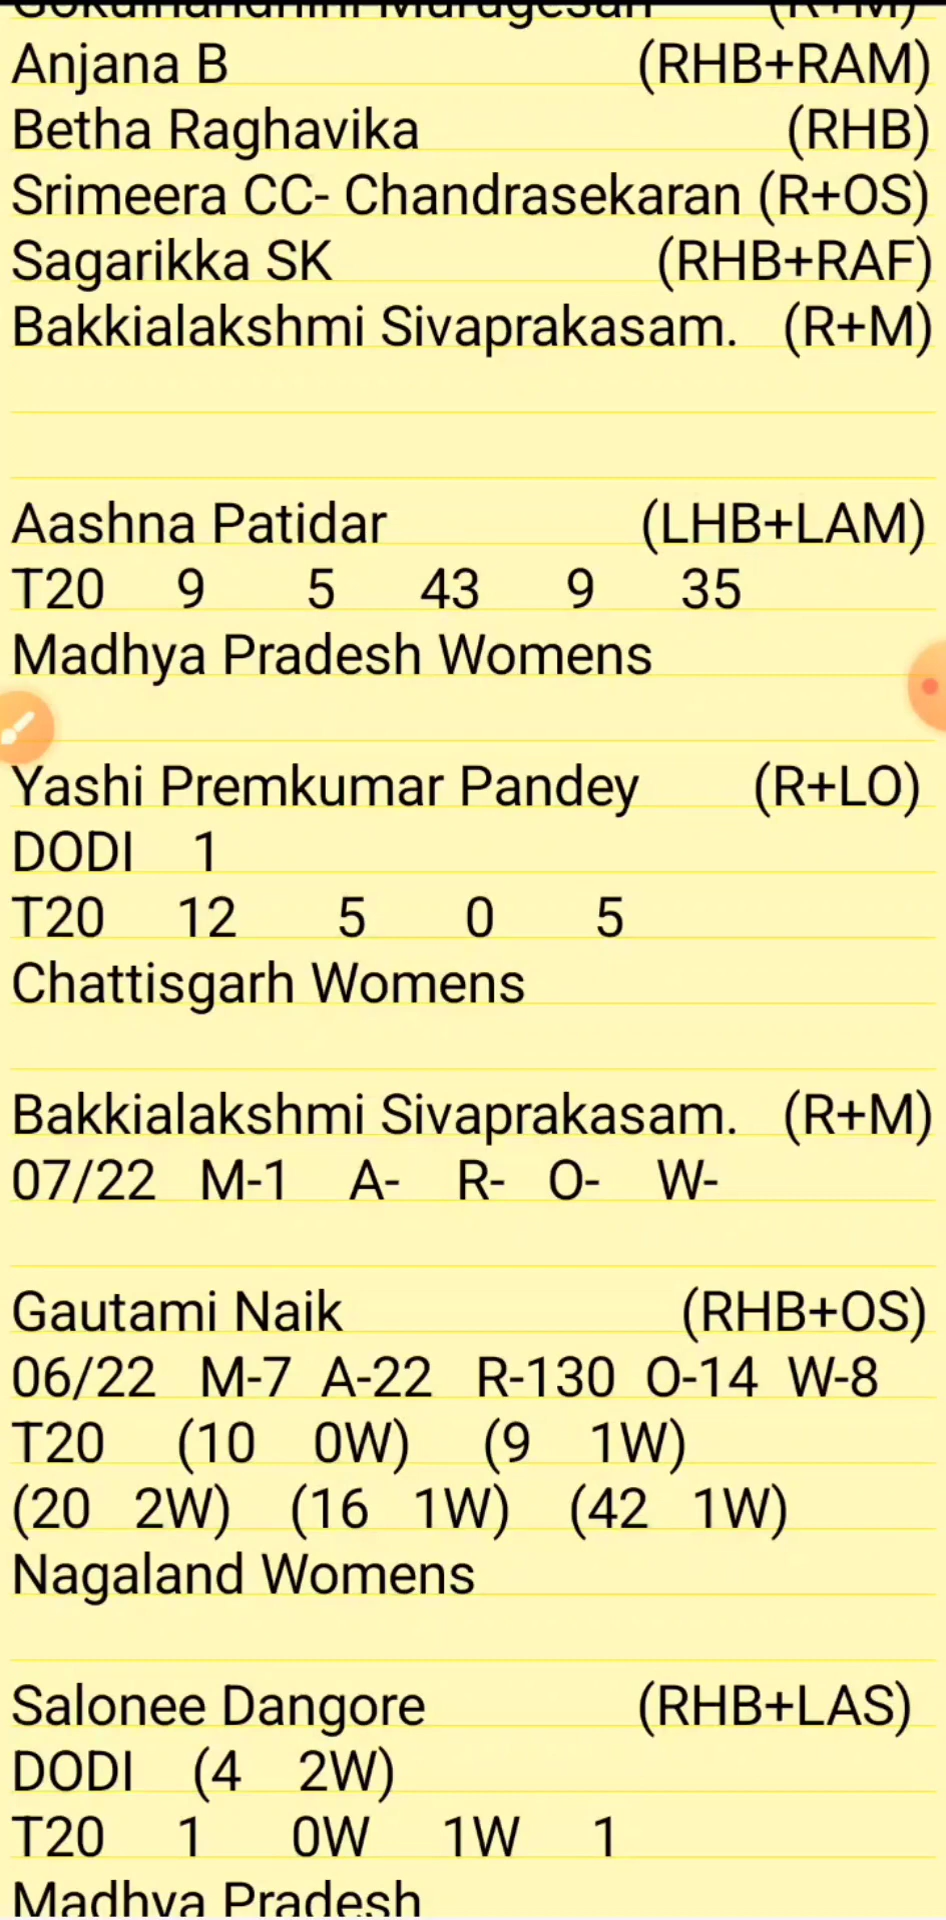 Gokulnandhini Murugesan (R+M)
Anjana B (RHB+RAM)
Betha Raghavika (RHB)
Srimeera CC- Chandrasekaran (R+OS)
Sagarikka SK (RHB+RAF)
Bakkialakshmi Sivaprakasam. (R+M)
Aashna Patidar (LHB+LAM)
T20 9 5 43 9 35
Madhya Pradesh Womens
Yashi Premkumar Pandey (R+LO)
DODI 1
T20 12 5 0 5
Chattisgarh Womens
Bakkialakshmi Sivaprakasam. (R+M)
07/22 M-1 A- R- O- W-
Gautami Naik (RHB+OS)
06/22 M-7 A-22 R-130 O-14 W-8
T20 (10 0W) (9 1W)
(20 2W) (16 1W) (42 1W)
Nagaland Womens
Salonee Dangore (RHB+LAS)
DODI (4 2W)
T20 1 0W 1W 1
Madhya Pradesh